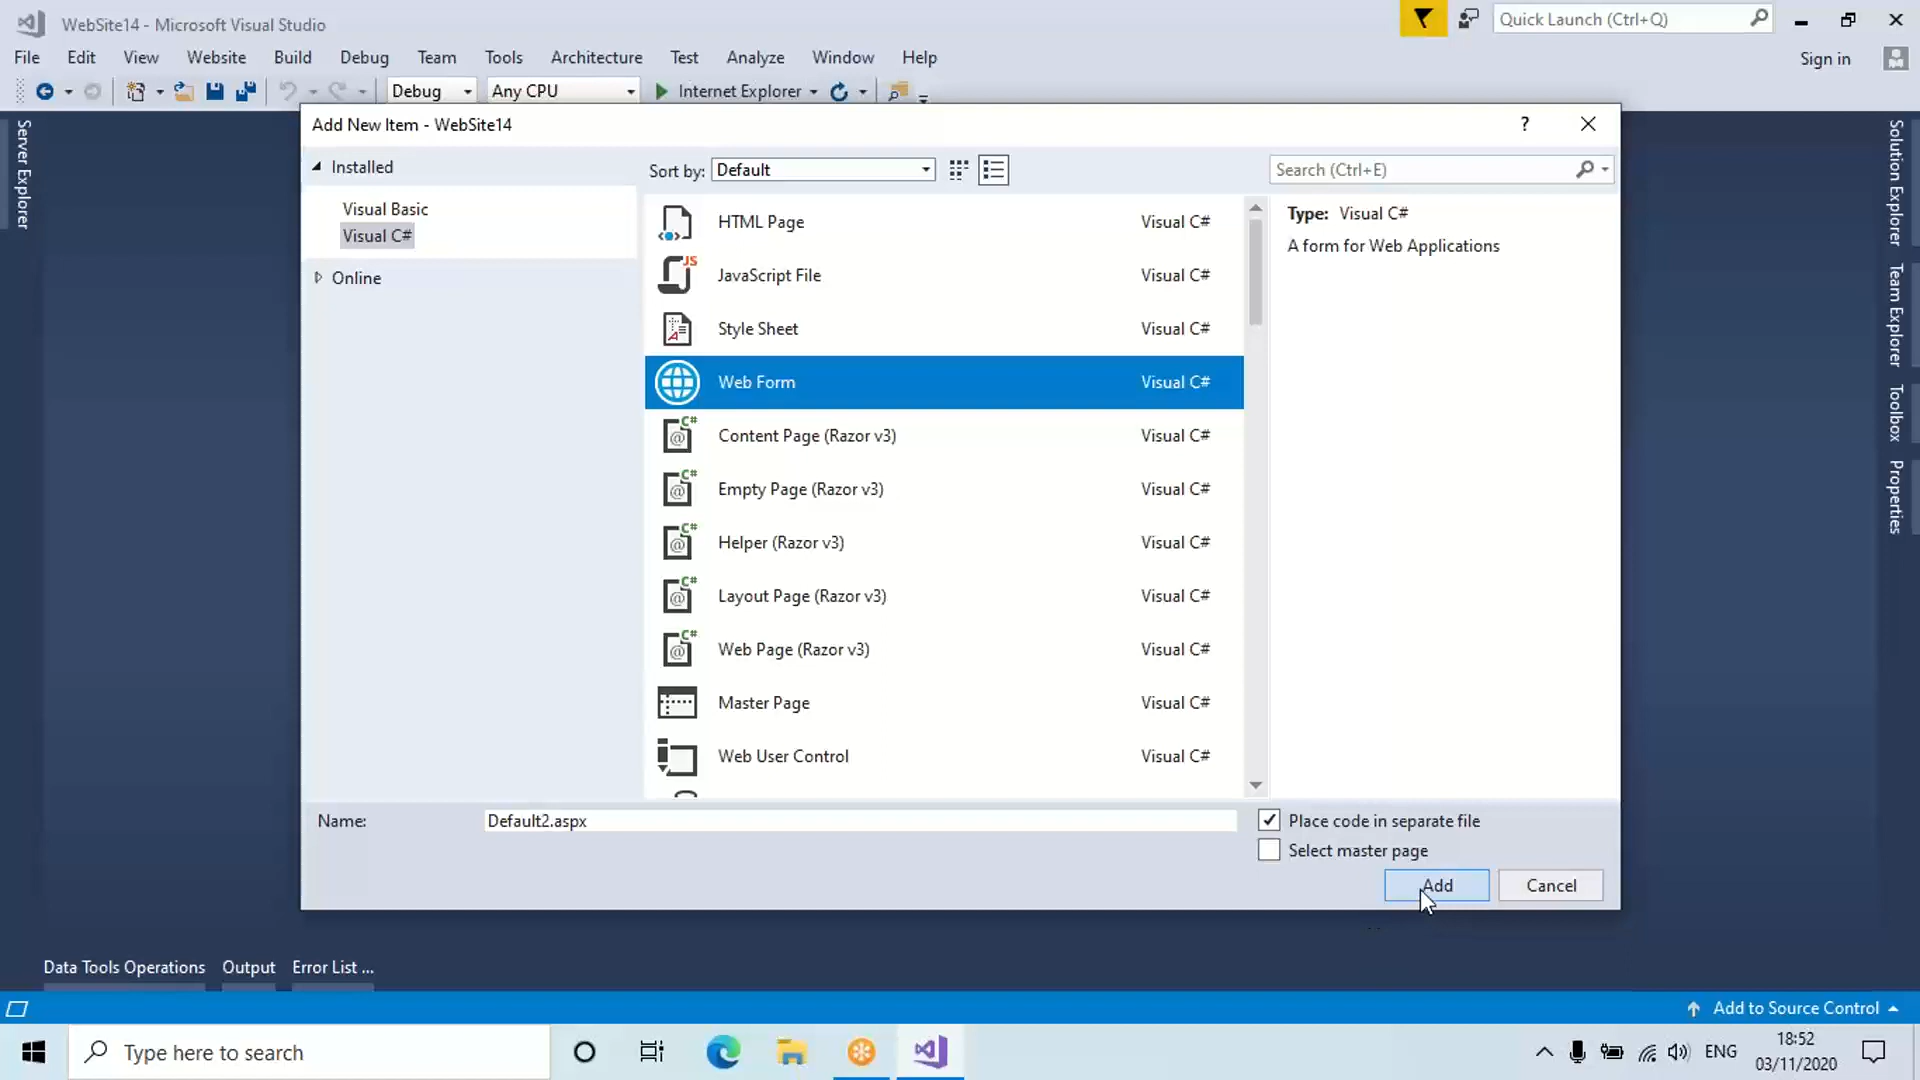 WebSite14 - Microsoft Visual Studio
Quick Launch (Ctrl+Q)
File Edit View Website Build Debug Team Tools Architecture Test Analyze Window Help
Sign in
Debug Any CPU Internet Explorer
Server Explorer
Add New Item - WebSite14
?
Installed
Visual Basic
Visual C#
Online
Sort by: Default
Search (Ctrl+E)
HTML Page Visual C#
JavaScript File Visual C#
Style Sheet Visual C#
Web Form Visual C#
Content Page (Razor v3) Visual C#
Empty Page (Razor v3) Visual C#
Helper (Razor v3) Visual C#
Layout Page (Razor v3) Visual C#
Web Page (Razor v3) Visual C#
Master Page Visual C#
Web User Control Visual C#
Type: Visual C#
A form for Web Applications
Name: Default2.aspx
Place code in separate file
Select master page
Add Cancel
Solution Explorer
Team Explorer
Toolbox
Properties
Data Tools Operations Output Error List ...
Add to Source Control
Type here to search
ENG
18:52
03/11/2020